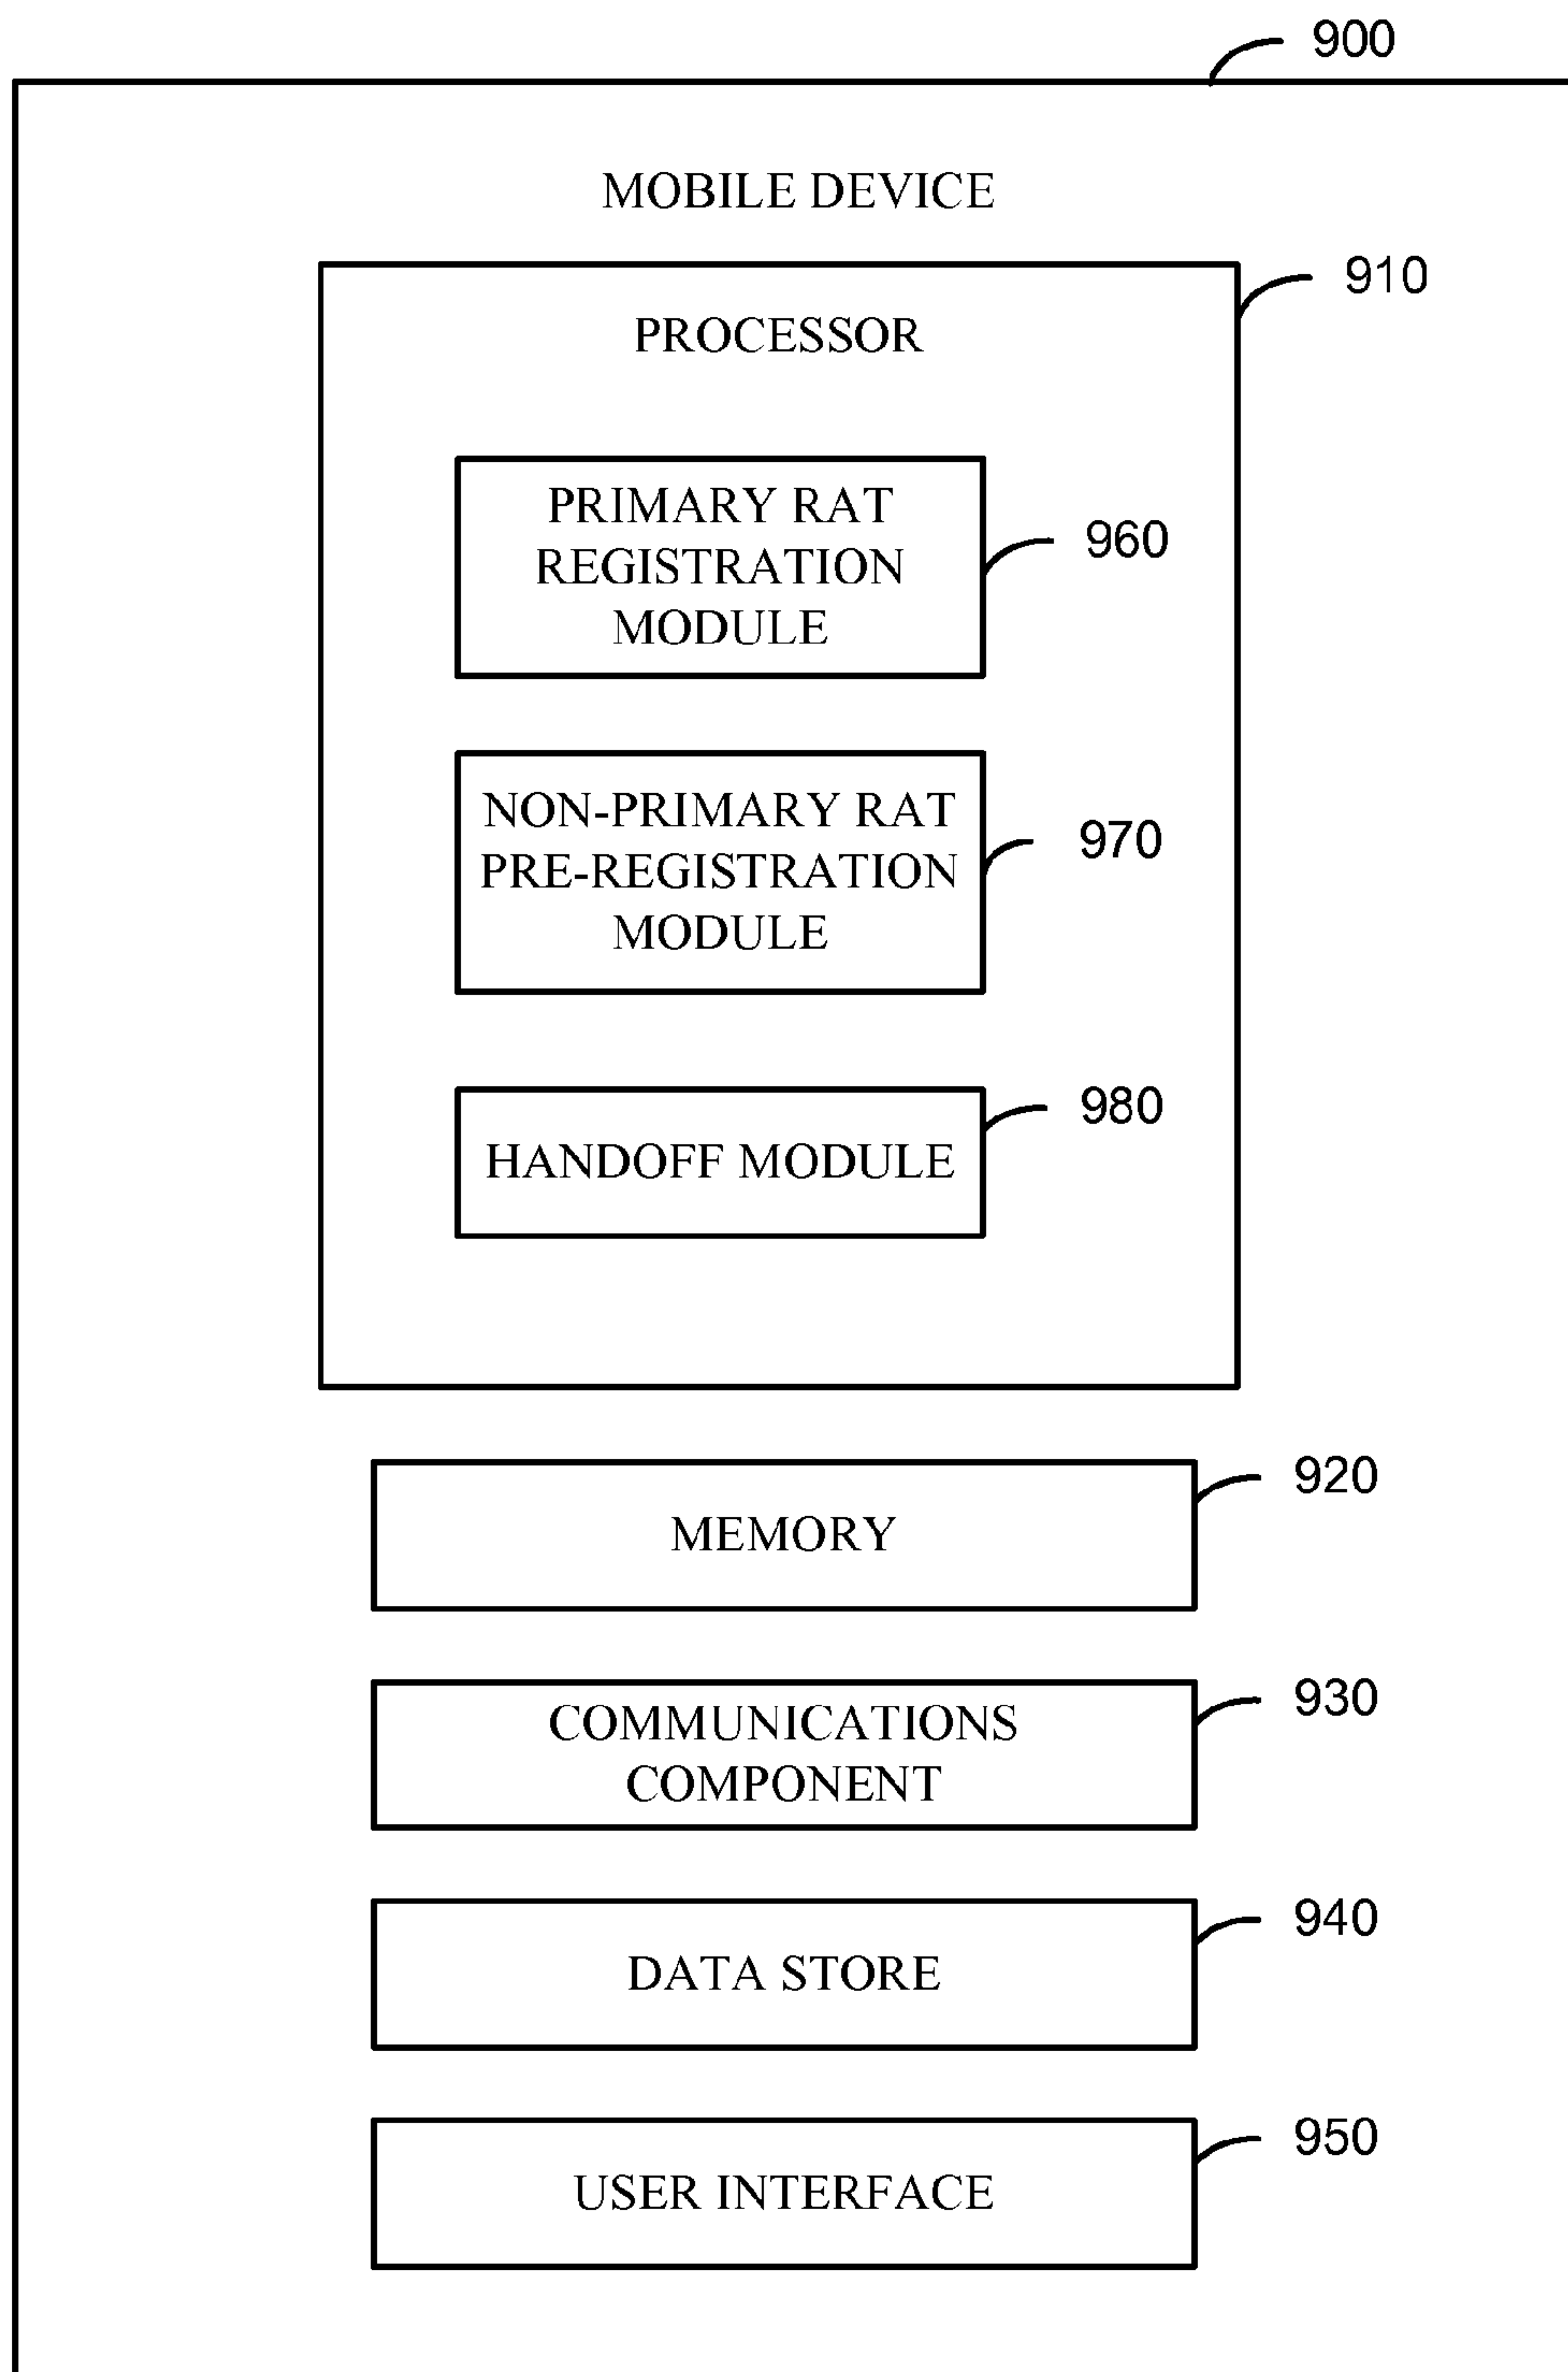 900
MOBILE DEVICE
910
PROCESSOR
PRIMARY RAT
REGISTRATION
MODULE
960
NON-PRIMARY RAT
PRE-REGISTRATION
MODULE
970
980
HANDOFF MODULE
920
MEMORY
930
COMMUNICATIONS
COMPONENT
940
DATA STORE
950
USER INTERFACE